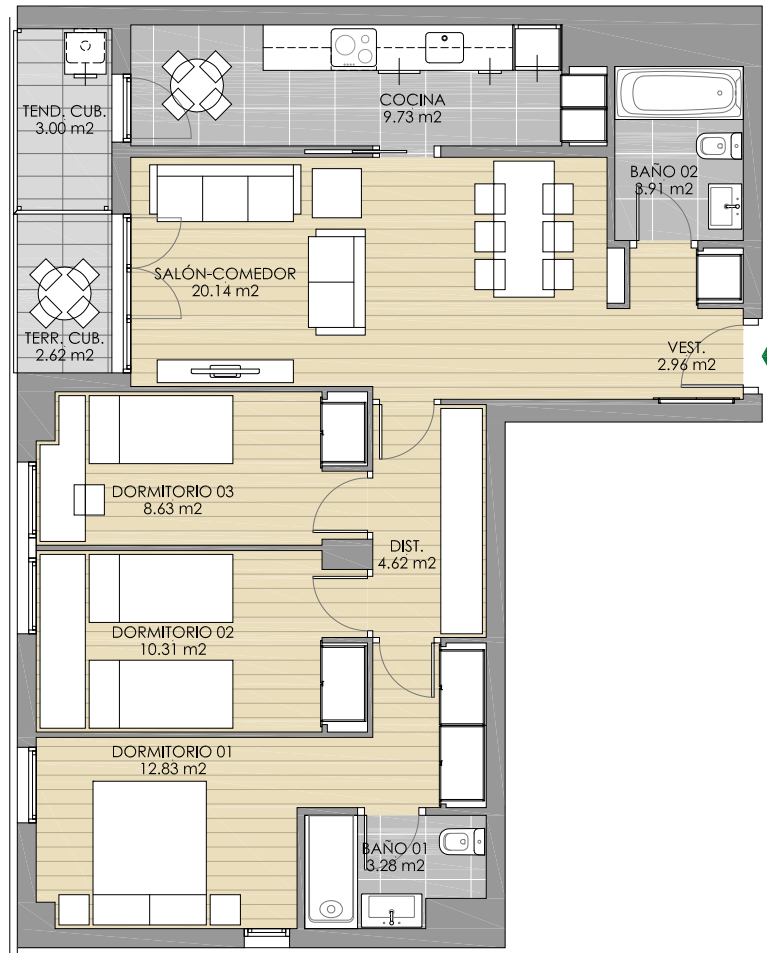 TEND. CUB.
3.00 m2
COCINA
9.73 m2
BAÑO 02
3.91 m2
SALÓN-COMEDOR
20.14 m2
TERR. CUB.
2.62 m2
VEST.
2.96 m2
DORMITORIO 03
8.63 m2
DIST.
4.62 m2
DORMITORIO 02
10.31 m2
DORMITORIO 01
12.83 m2
BAÑO 01
3.28 m2